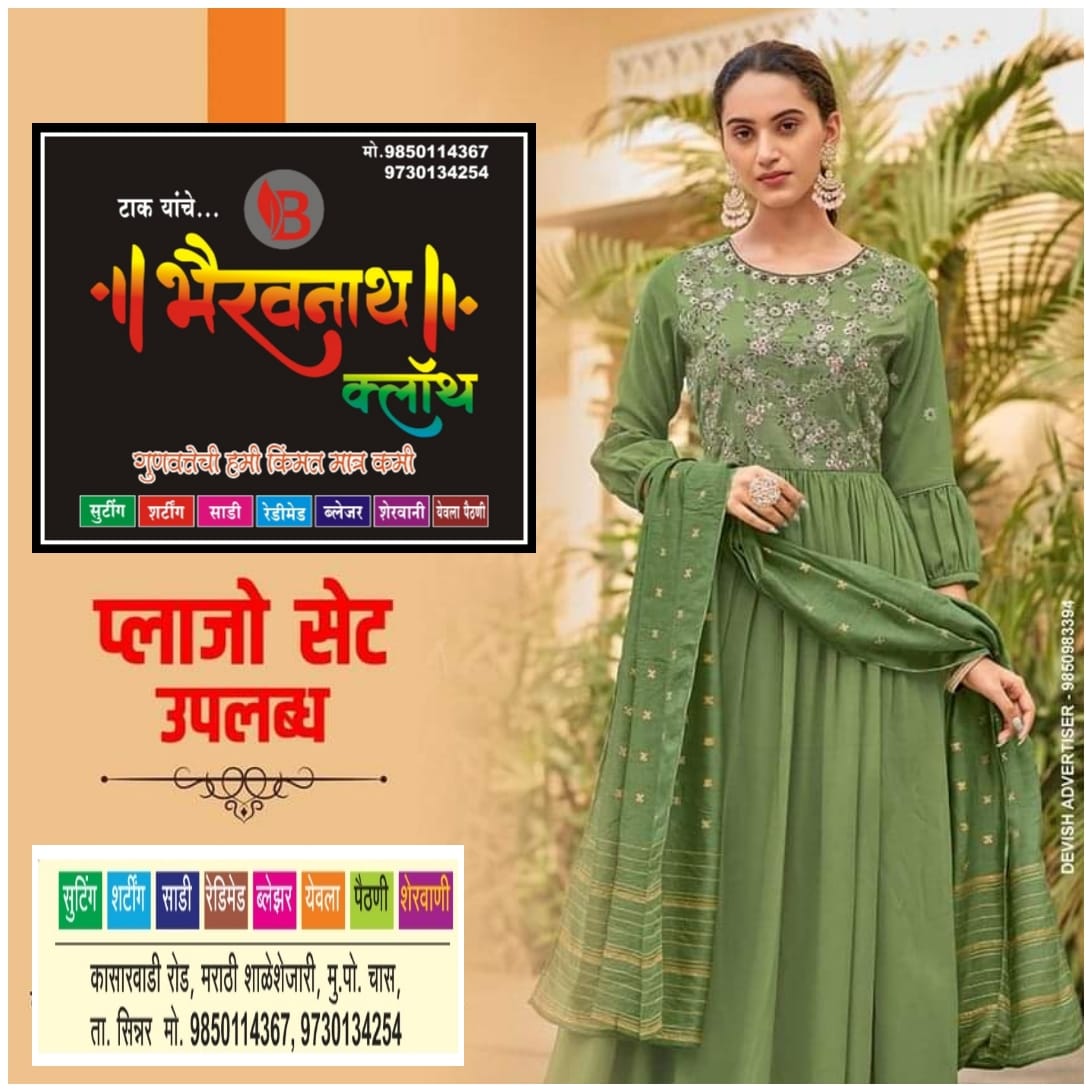 मो.9850114367
9730134254
टाक यांचे...
B
भैरवनाथ
क्लॉथ
गुणवत्तेची हमी किंमत मात्र कमी
सुटींग शर्टींग साडी रेडीमेड ब्लेजर शेरवानी येवला पैठणी
प्लाजो सेट
उपलब्ध
सुटिंग शर्टींग साडी रेडिमेड ब्लेझर येवला पैठणी शेरवाणी
कासारवाडी रोड, मराठी शाळेशेजारी, मु.पो. चास,
ता. सिन्नर मो. 9850114367, 9730134254
DEVISH ADVERTISER - 9850983394